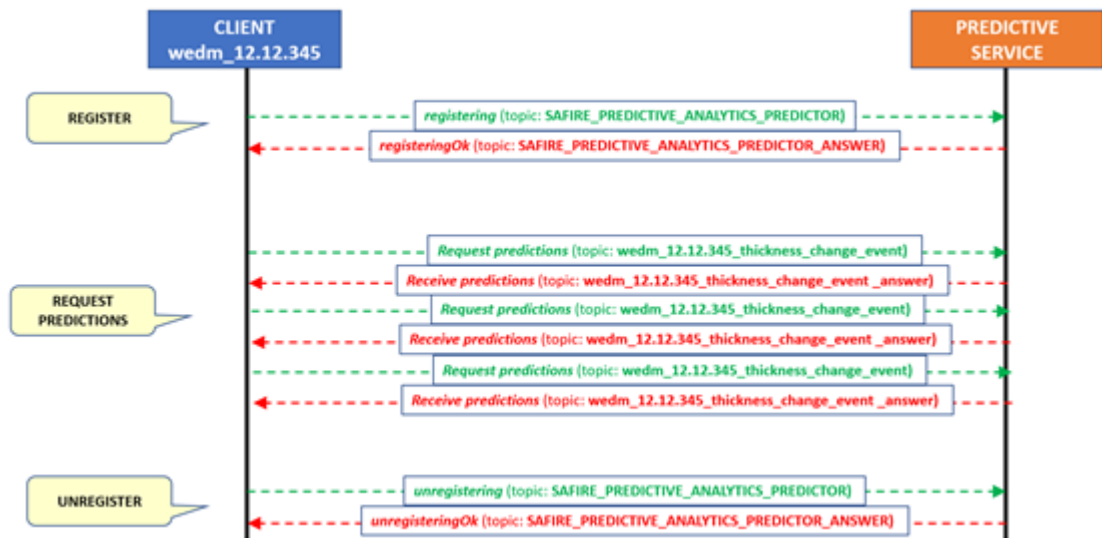 CLIENT
wedm_12.12.345
PREDICTIVE
SERVICE
REGISTER
registering (topic: SAFIRE_PREDICTIVE_ANALYTICS_PREDICTOR)
registeringOk (topic: SAFIRE_PREDICTIVE_ANALYTICS_PREDICTOR_ANSWER)
Request predictions (topic: wedm_12.12.345_thickness_change_event)
Receive predictions (topic: wedm_12.12.345_thickness_change_event _answer)
REQUEST
PREDICTIONS
Request predictions (topic: wedm_12.12.345_thickness_change_event)
Receive predictions (topic: wedm_12.12.345_thickness_change_event _answer)
Request predictions (topic: wedm_12.12.345_thickness_change_event)
Receive predictions (topic: wedm_12.12.345_thickness_change_event _answer)
UNREGISTER
unregistering (topic: SAFIRE_PREDICTIVE_ANALYTICS_PREDICTOR)
unregisteringOk (topic: SAFIRE_PREDICTIVE_ANALYTICS_PREDICTOR_ANSWER)